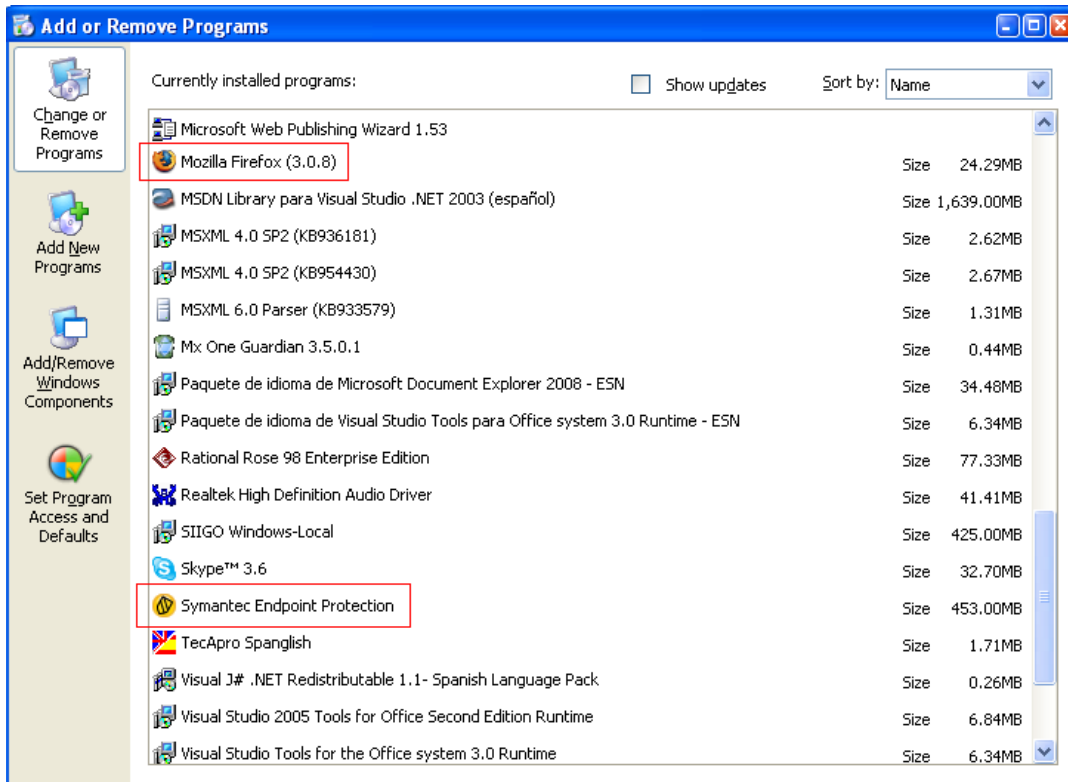 Add or Remove Programs
Change or
Remove
Programs
Add New
Programs
Add/Remove
Windows
Components
Set Program
Access and
Defaults
Currently installed programs:
Show updates
Sort by: Name
Microsoft Web Publishing Wizard 1.53
Mozilla Firefox (3.0.8) Size 24.29MB
MSDN Library para Visual Studio .NET 2003 (español) Size 1,639.00MB
MSXML 4.0 SP2 (KB936181) Size 2.62MB
MSXML 4.0 SP2 (KB954430) Size 2.67MB
MSXML 6.0 Parser (KB933579) Size 1.31MB
Mx One Guardian 3.5.0.1 Size 0.44MB
Paquete de idioma de Microsoft Document Explorer 2008 - ESN Size 34.48MB
Paquete de idioma de Visual Studio Tools para Office system 3.0 Runtime - ESN Size 6.34MB
Rational Rose 98 Enterprise Edition Size 77.33MB
Realtek High Definition Audio Driver Size 41.41MB
SIIGO Windows-Local Size 425.00MB
Skype™ 3.6 Size 32.70MB
Symantec Endpoint Protection Size 453.00MB
TecApro Spanglish Size 1.71MB
Visual J# .NET Redistributable 1.1- Spanish Language Pack Size 0.26MB
Visual Studio 2005 Tools for Office Second Edition Runtime Size 6.84MB
Visual Studio Tools for the Office system 3.0 Runtime Size 6.34MB